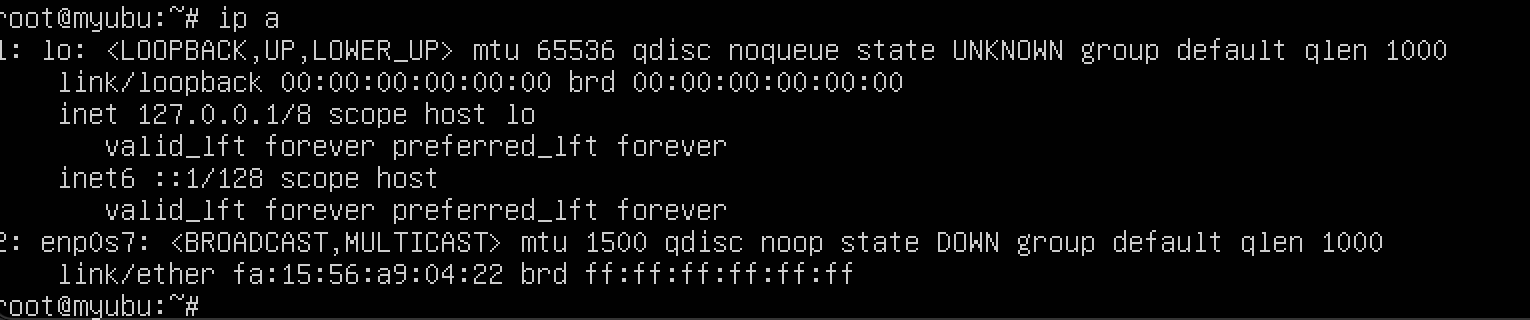 root@myubu:~# ip a
1: lo: <LOOPBACK,UP,LOWER_UP> mtu 65536 qdisc noqueue state UNKNOWN group default qlen 1000
    link/loopback 00:00:00:00:00:00 brd 00:00:00:00:00:00
    inet 127.0.0.1/8 scope host lo
       valid_lft forever preferred_lft forever
    inet6 ::1/128 scope host
       valid_lft forever preferred_lft forever
2: enp0s7: <BROADCAST,MULTICAST> mtu 1500 qdisc noop state DOWN group default qlen 1000
    link/ether fa:15:56:a9:04:22 brd ff:ff:ff:ff:ff:ff
root@myubu:~#